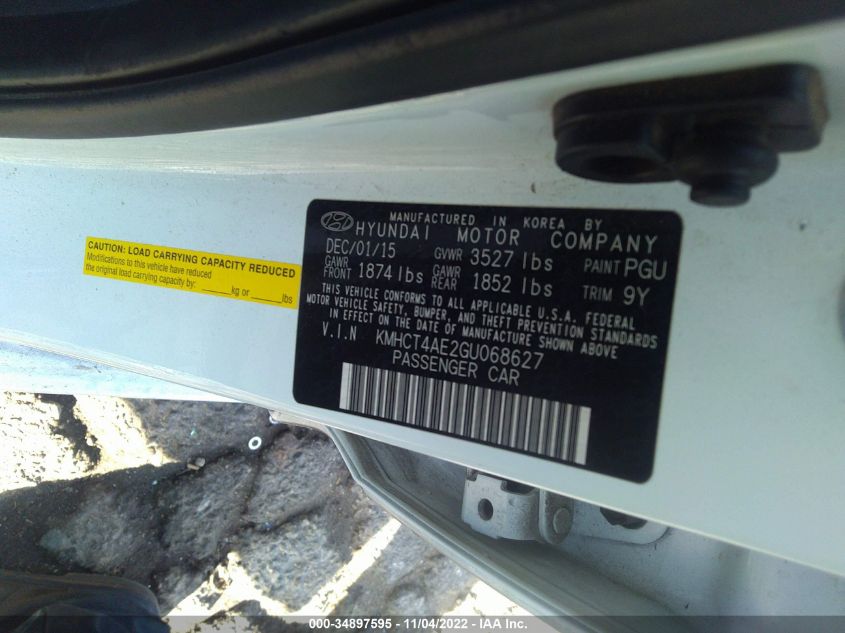 CAUTION: LOAD CARRYING CAPACITY REDUCED
Modifications to this vehicle have reduced
the original load carrying capacity by: ______ kg or ______lbs
MANUFACTURED IN KOREA BY
HYUNDAI MOTOR COMPANY
DEC/01/15 GVWR 3527 lbs PAINT PGU
GAWR FRONT 1874 lbs GAWR REAR 1852 lbs TRIM 9Y
THIS VEHICLE CONFORMS TO ALL APPLICABLE U.S.A. FEDERAL
MOTOR VEHICLE SAFETY, BUMPER, AND THEFT PREVENTION STANDARDS
IN EFFECT ON THE DATE OF MANUFACTURE SHOWN ABOVE
V.I.N KMHCT4AE2GU068627
PASSENGER CAR
000-34897595 - 11/04/2022 - IAA Inc.